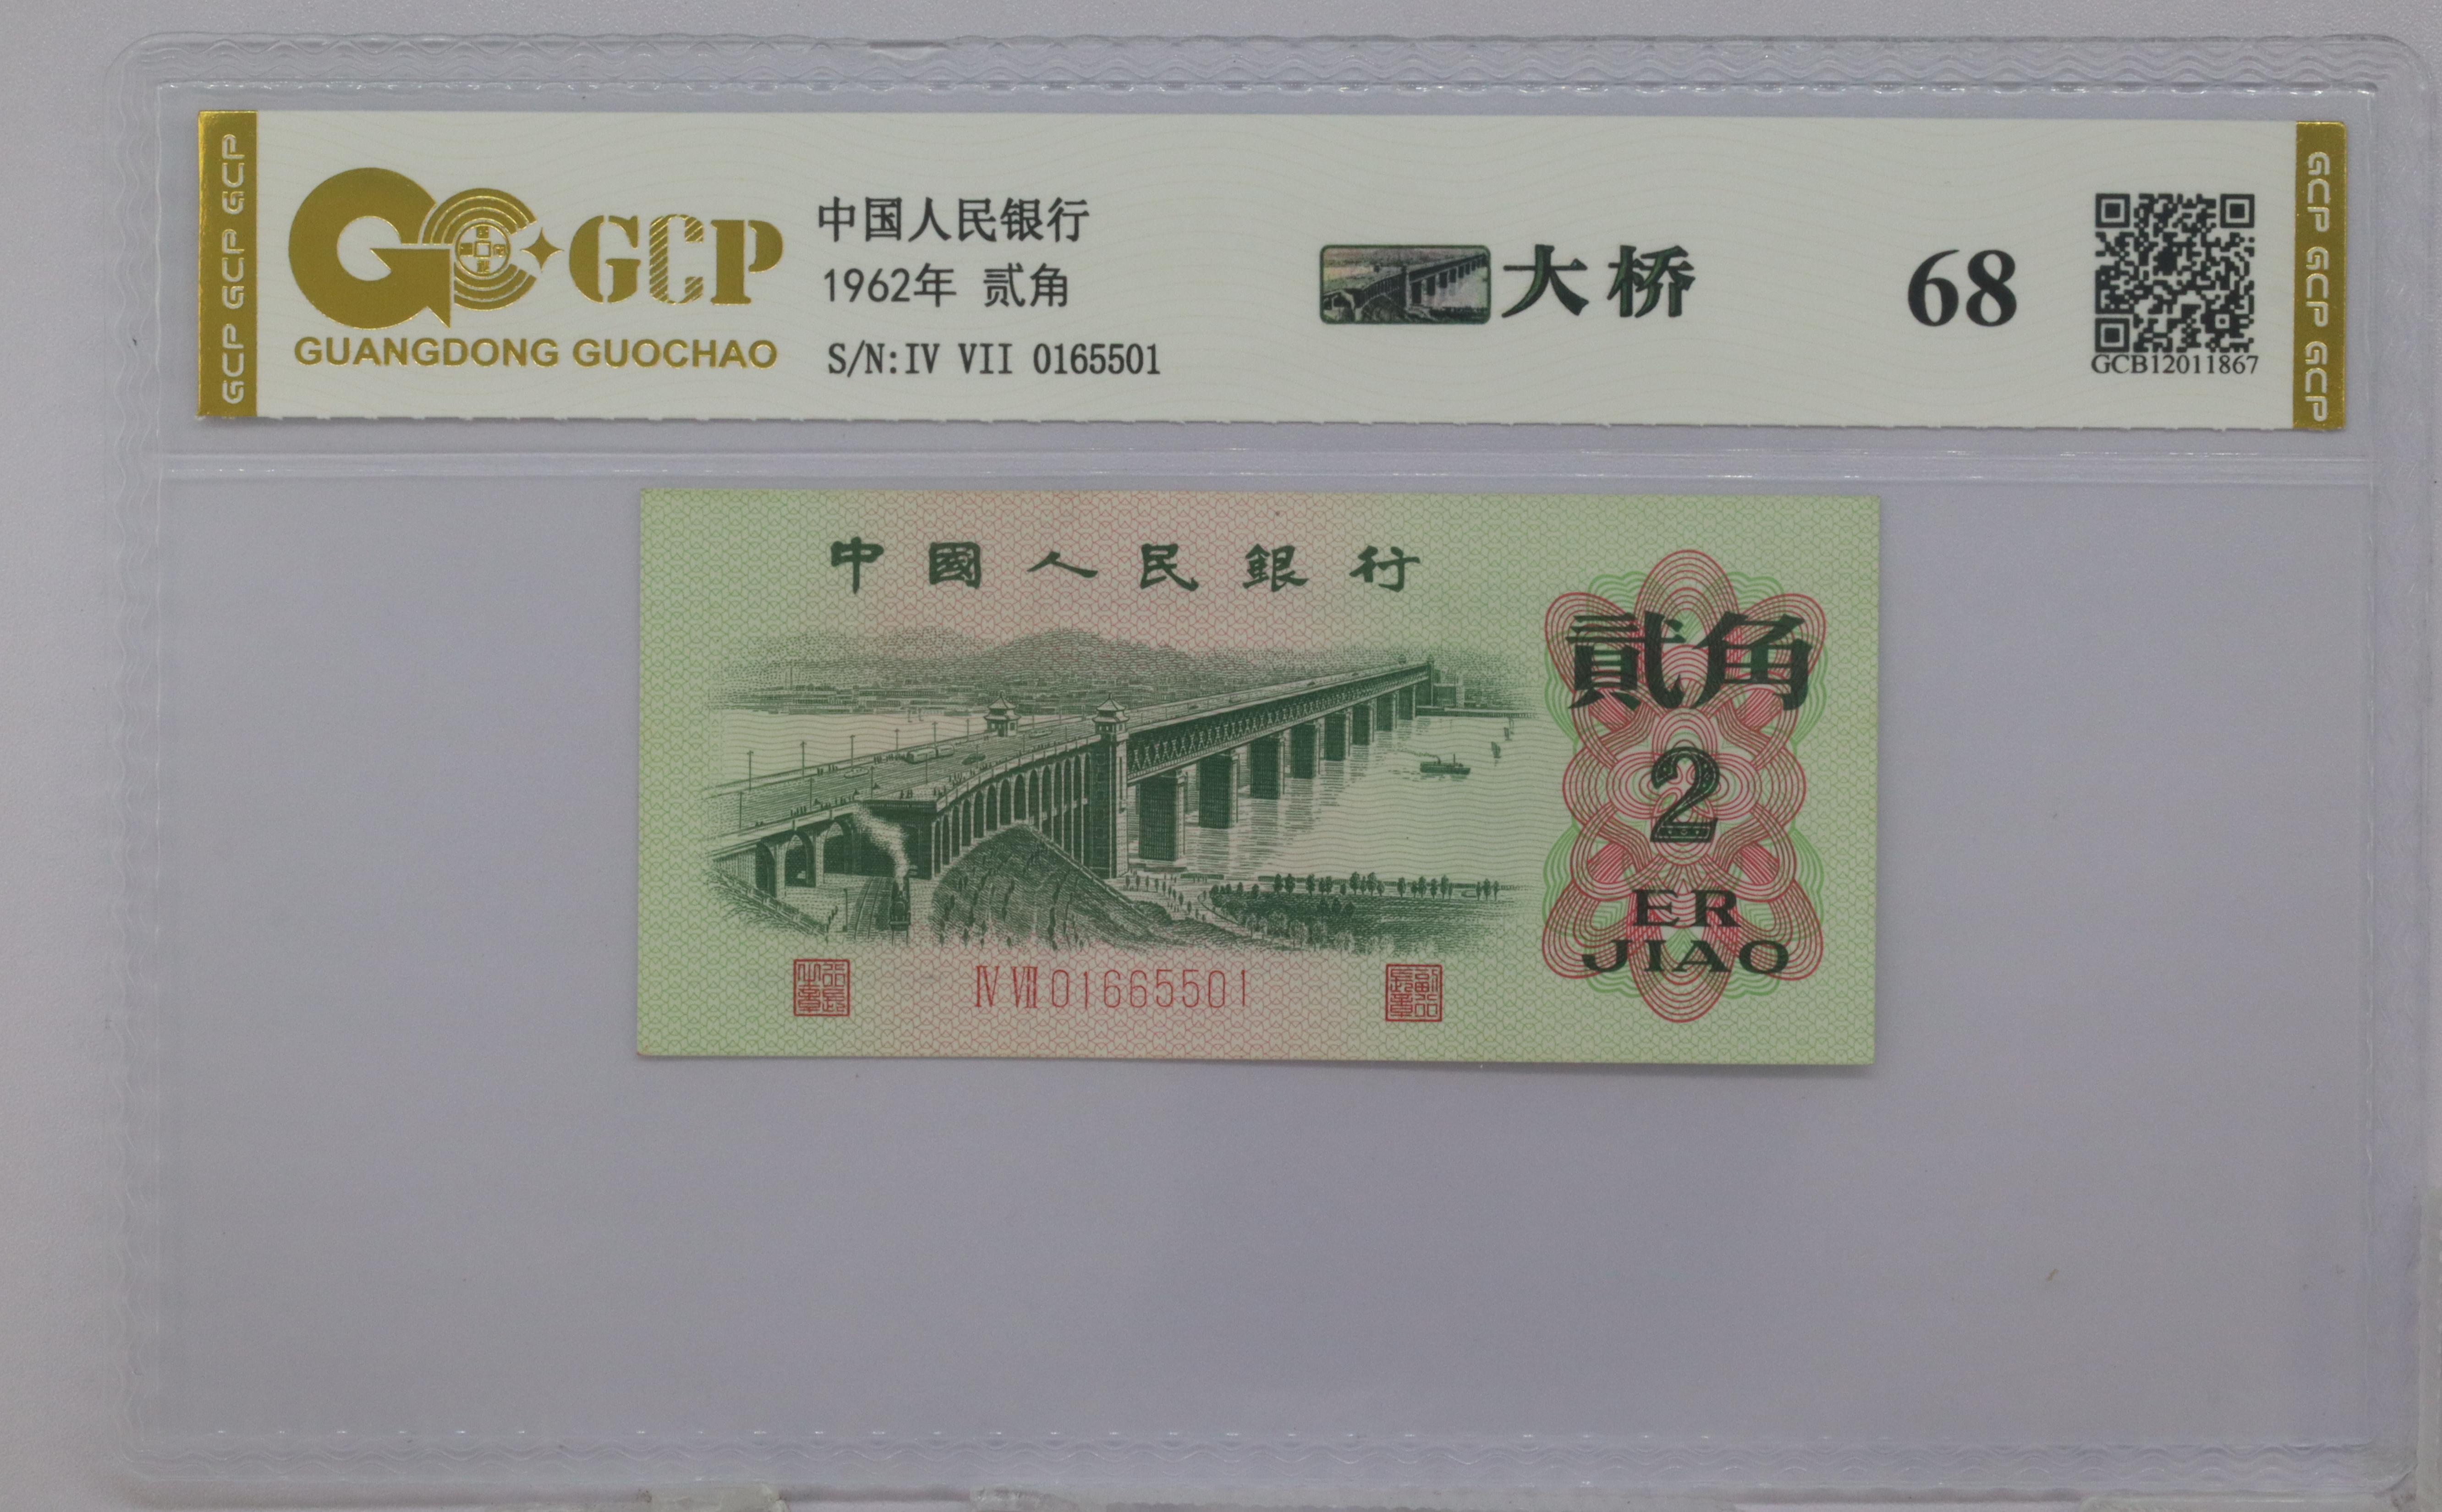 GCP GCP GCP
GCP
GUANGDONG GUOCHAO
中国人民银行
1962年 贰角
S/N:IV VII 0165501
大桥
68
GCB12011867
GCP GCP GCP
中國人民銀行
貳角
2
ER
JIAO
IV VII 01665501